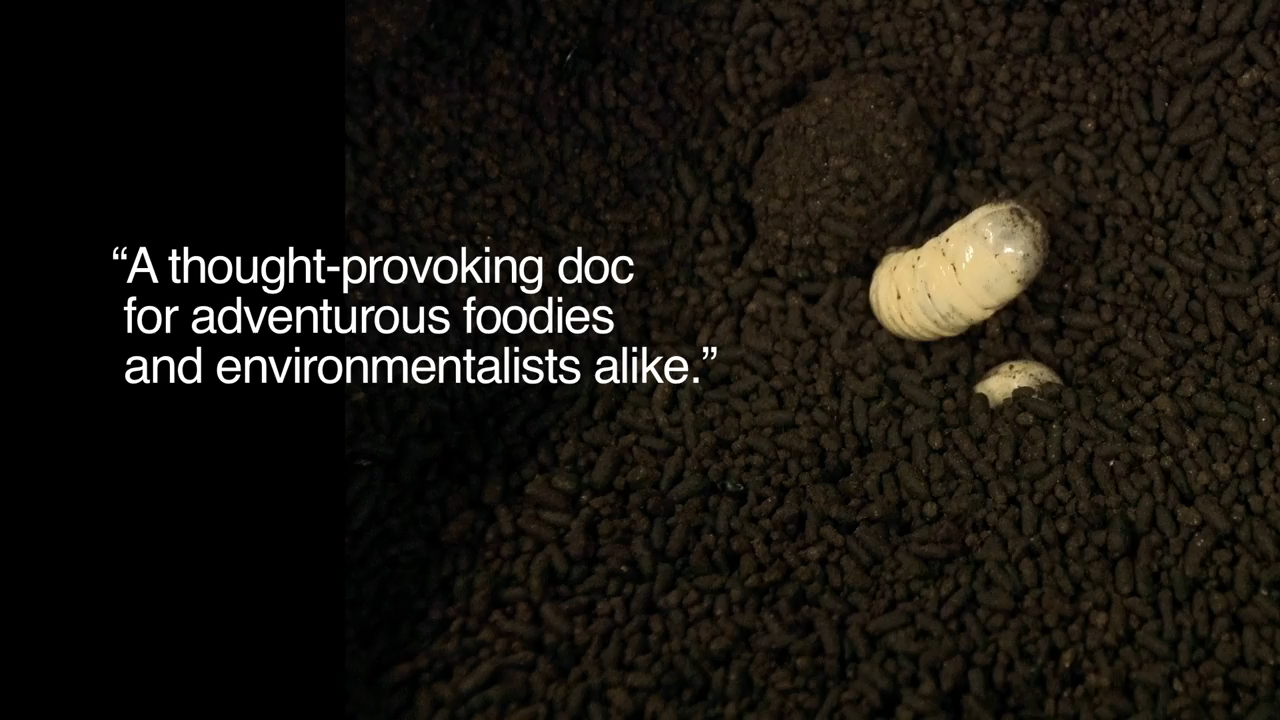 “A thought-provoking doc
for adventurous foodies
and environmentalists alike.”